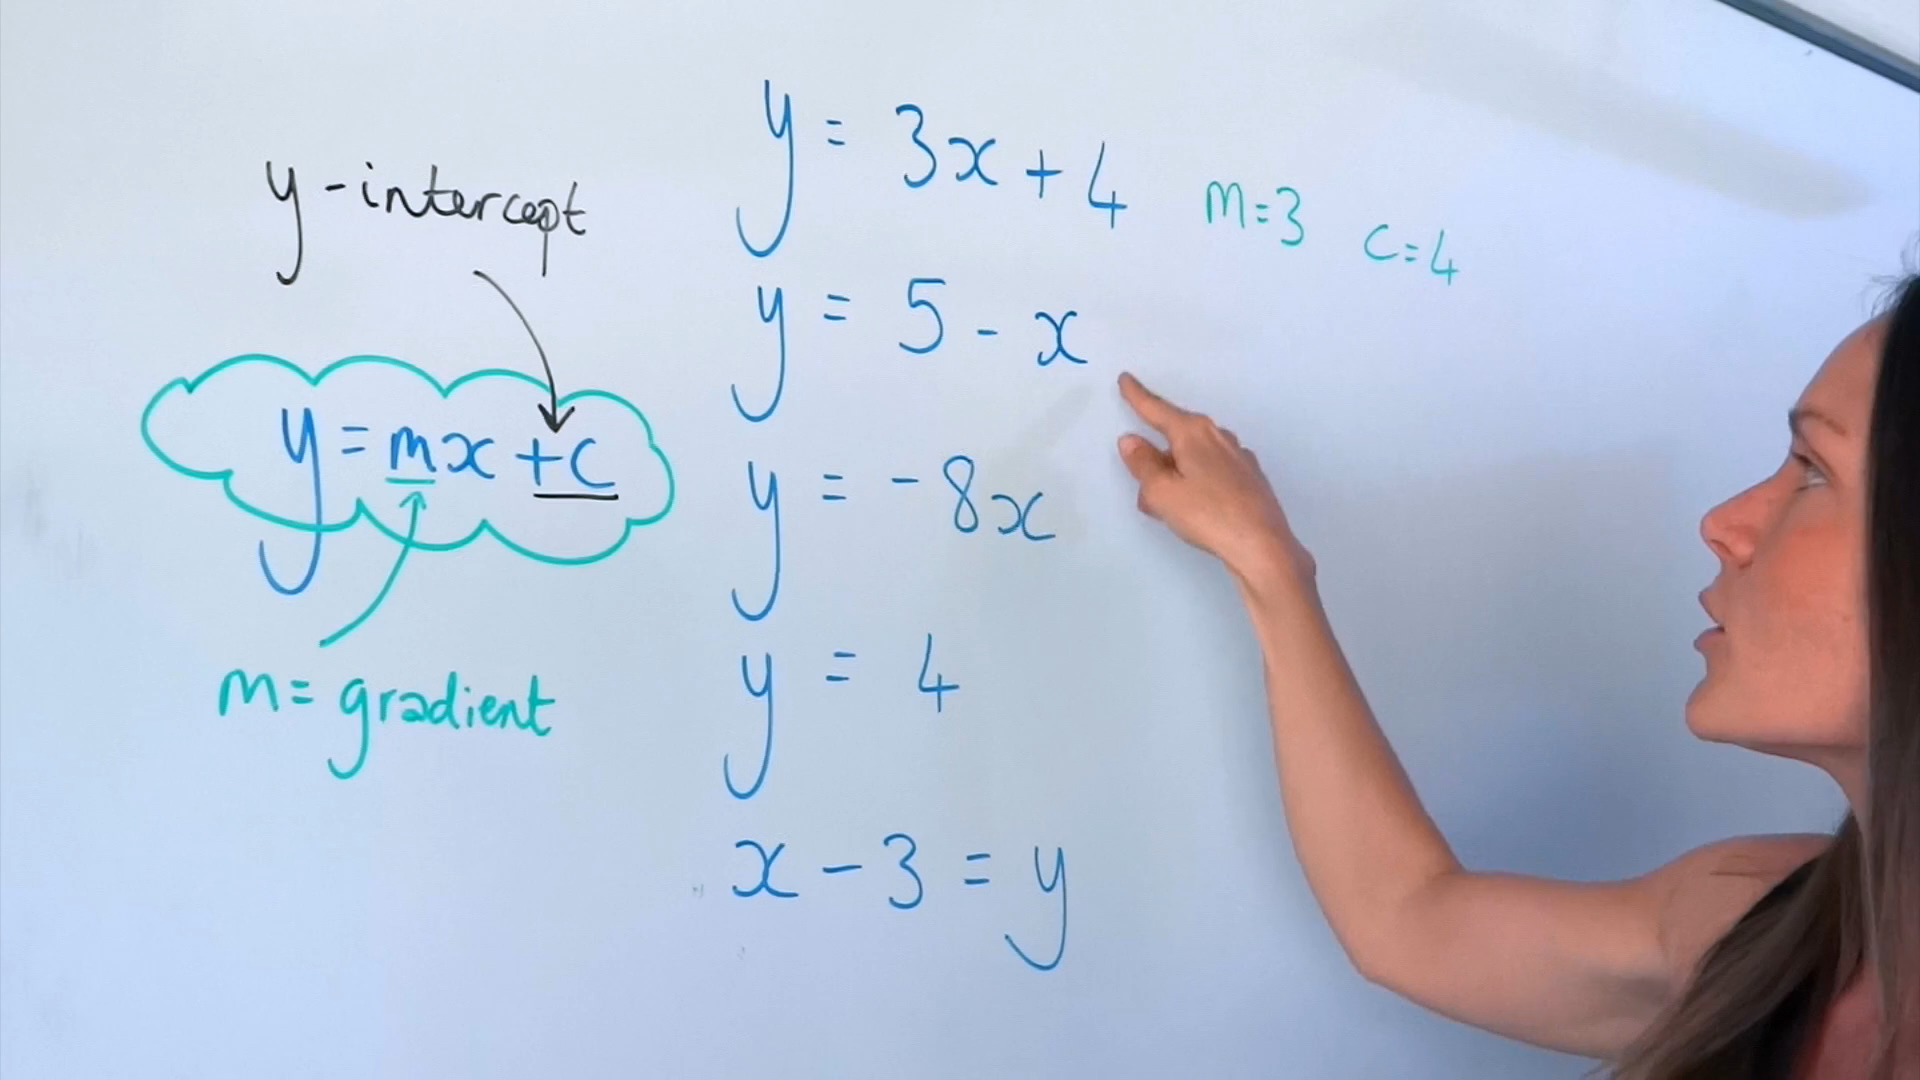 y-intercept
y = mx + c
m = gradient
y = 3x + 4 m=3 c=4
y = 5 - x
y = -8x
y = 4
x - 3 = y